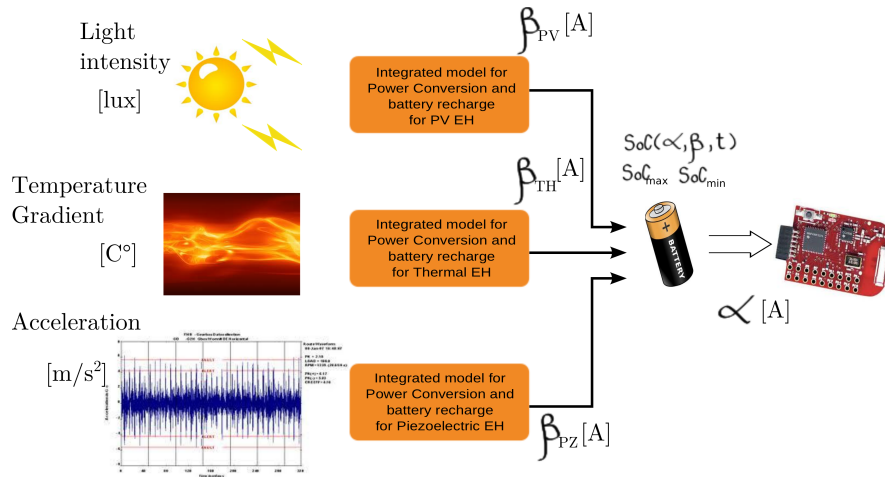 Light
intensity
[lux]
β_PV [A]
Integrated model for
Power Conversion and
battery recharge
for PV EH
SoC(α,β,t)
SoC_max SoC_min
Temperature
Gradient
[C°]
β_TH [A]
Integrated model for
Power Conversion and
battery recharge
for Thermal EH
+
BATTERY
α [A]
Acceleration
[m/s²]
Integrated model for
Power Conversion and
battery recharge
for Piezoelectric EH
β_PZ [A]